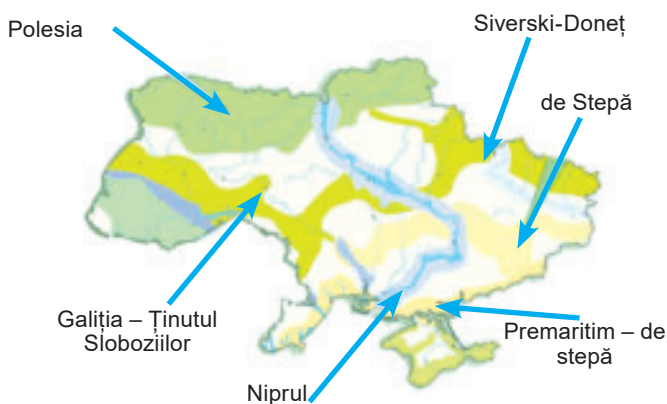 Polesia
Siverski-Doneț
de Stepă
Galiția – Ținutul
Sloboziilor
Premaritim – de
stepă
Niprul